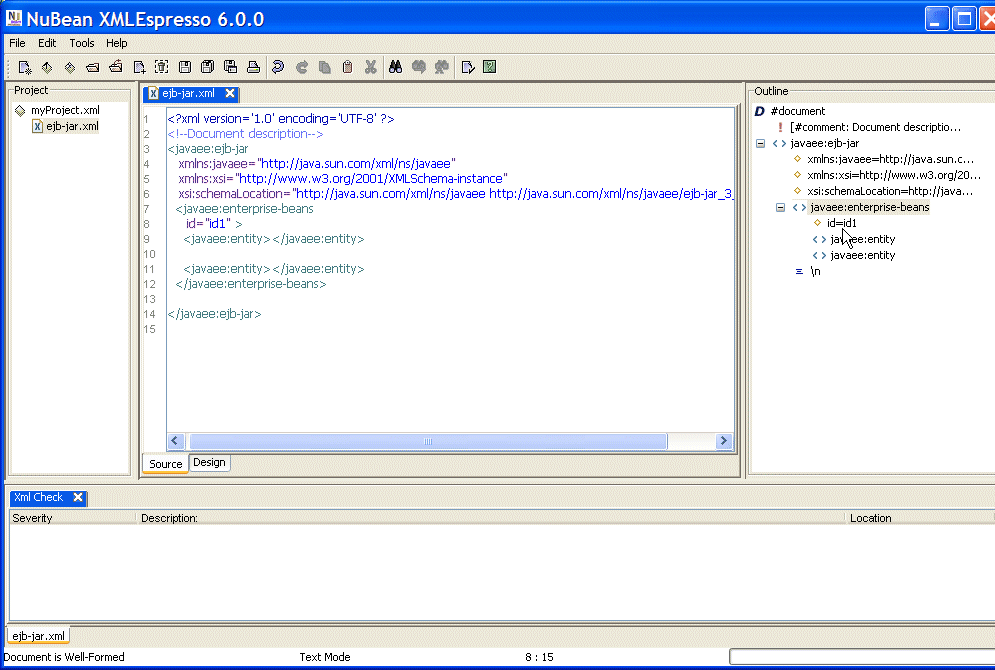 NuBean XMLEspresso 6.0.0
File Edit Tools Help
Project
myProject.xml
ejb-jar.xml
ejb-jar.xml
1 <?xml version='1.0' encoding='UTF-8' ?>
2 <!--Document description-->
3 <javaee:ejb-jar
4 xmlns:javaee="http://java.sun.com/xml/ns/javaee"
5 xmlns:xsi="http://www.w3.org/2001/XMLSchema-instance"
6 xsi:schemaLocation="http://java.sun.com/xml/ns/javaee http://java.sun.com/xml/ns/javaee/ejb-jar_3_
7 <javaee:enterprise-beans
8 id="id1" >
9 <javaee:entity></javaee:entity>
10
11 <javaee:entity></javaee:entity>
12 </javaee:enterprise-beans>
13
14 </javaee:ejb-jar>
15
Source Design
Outline
#document
[#comment: Document descriptio...
javaee:ejb-jar
xmlns:javaee=http://java.sun.c...
xmlns:xsi=http://www.w3.org/20...
xsi:schemaLocation=http://java...
javaee:enterprise-beans
id=id1
javaee:entity
javaee:entity
\n
Xml Check
Severity Description: Location
ejb-jar.xml
Document is Well-Formed Text Mode 8 : 15